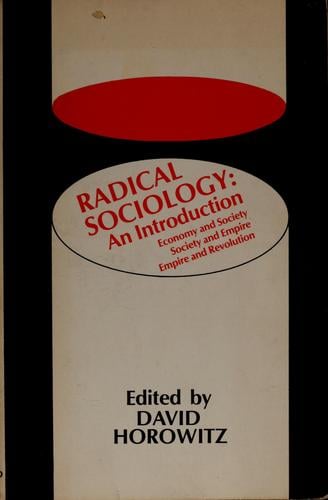 RADICAL
SOCIOLOGY:
An Introduction
Economy and Society
Society and Empire
Empire and Revolution
Edited by
DAVID
HOROWITZ